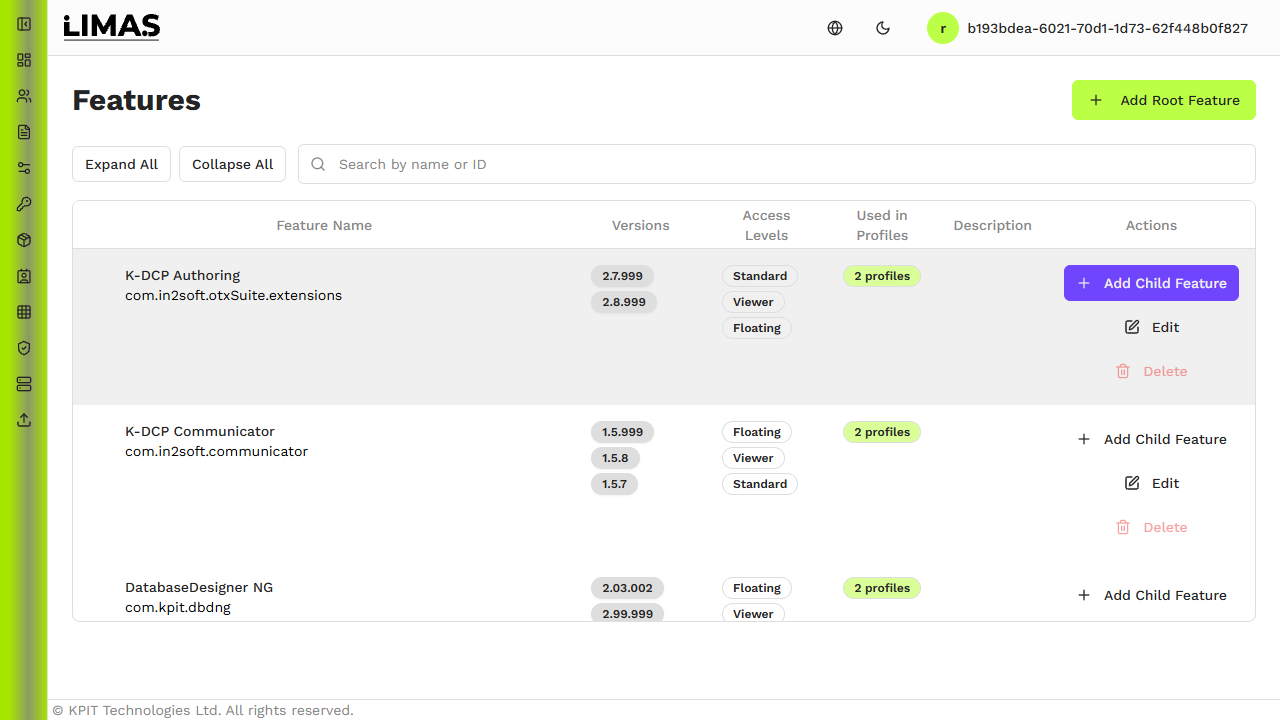 LIMAS
r
b193bdea-6021-70d1-1d73-62f448b0f827
Features
Add Root Feature
Expand All
Collapse All
Search by name or ID
Feature Name
Versions
Access
Levels
Used in
Profiles
Description
Actions
K-DCP Authoring
com.in2soft.otxSuite.extensions
2.7.999
2.8.999
Standard
Viewer
Floating
2 profiles
Add Child Feature
Edit
Delete
K-DCP Communicator
com.in2soft.communicator
1.5.999
1.5.8
1.5.7
Floating
Viewer
Standard
2 profiles
Add Child Feature
Edit
Delete
DatabaseDesigner NG
com.kpit.dbdng
2.03.002
2.99.999
Floating
Viewer
2 profiles
Add Child Feature
© KPIT Technologies Ltd. All rights reserved.